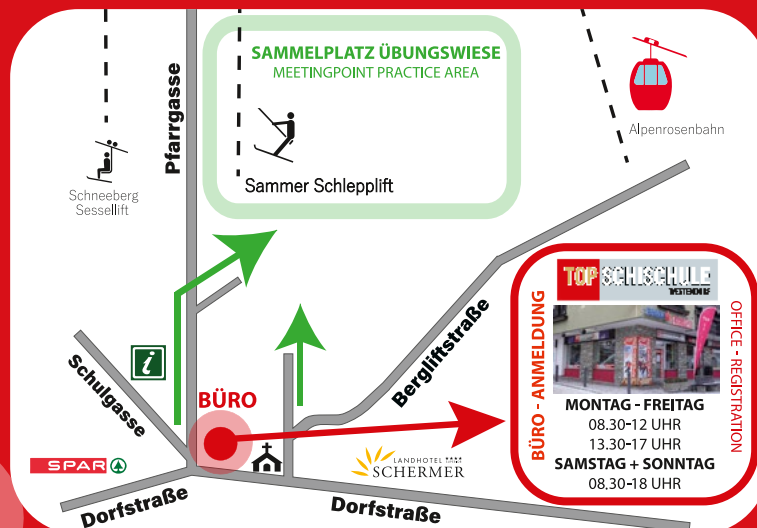 SAMMELPLATZ ÜBUNGSWIESE
MEETINGPOINT PRACTICE AREA
Sammer Schlepplift
Pfarrgasse
Schneeberg
Sessellift
Alpenrosenbahn
i
Schulgasse
BÜRO
Bergliftstraße
SPAR
LANDHOTEL ****
SCHERMER
Dorfstraße
Dorfstraße
BÜRO - ANMELDUNG
TOP SCHISCHULE
WESTENDORF
MONTAG - FREITAG
08.30-12 UHR
13.30-17 UHR
SAMSTAG + SONNTAG
08.30-18 UHR
OFFICE - REGISTRATION